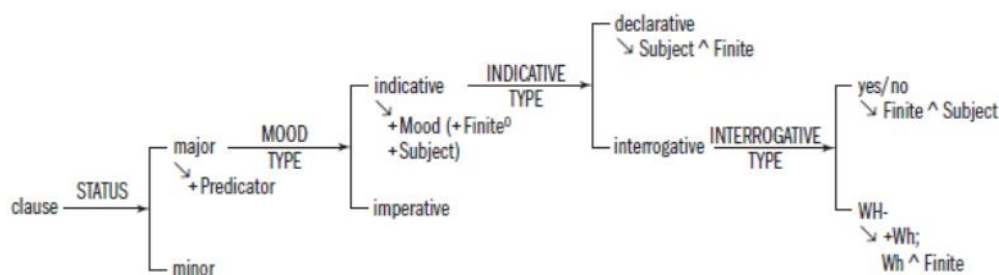 declarative
↘ Subject ^ Finite
INDICATIVE
TYPE
indicative
↘
+Mood (+Finite⁰
+Subject)
yes/no
↘ Finite ^ Subject
MOOD
TYPE
major
↘
+Predicator
interrogative
INTERROGATIVE
TYPE
STATUS
clause
imperative
WH-
↘ +Wh;
Wh ^ Finite
minor